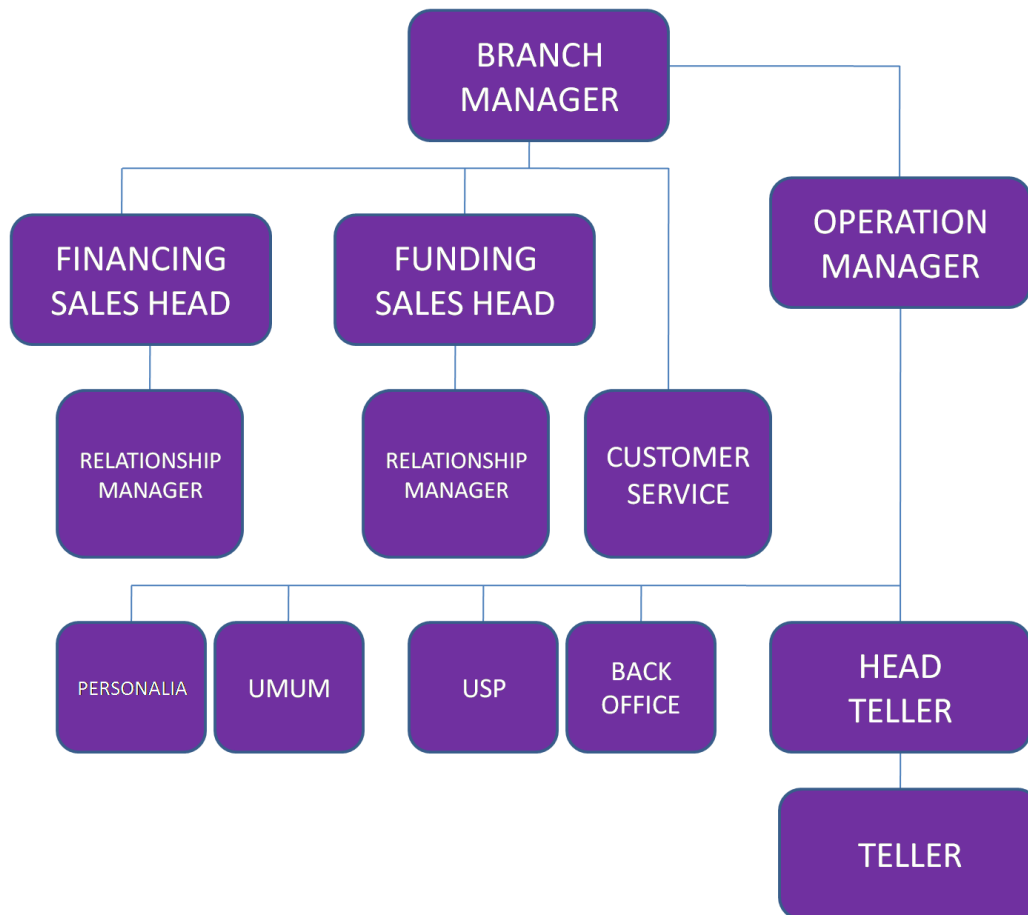 BRANCH
MANAGER
OPERATION
MANAGER
FINANCING
SALES HEAD
FUNDING
SALES HEAD
RELATIONSHIP
MANAGER
RELATIONSHIP
MANAGER
CUSTOMER
SERVICE
PERSONALIA
UMUM
USP
BACK
OFFICE
HEAD
TELLER
TELLER